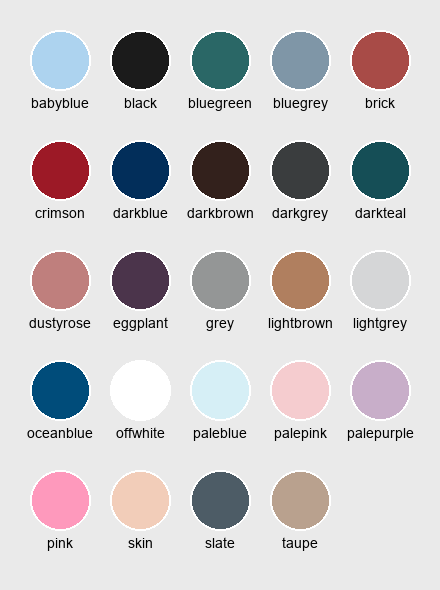 babyblue black bluegreen bluegrey brick
crimson darkblue darkbrown darkgrey darkteal
dustyrose eggplant grey lightbrown lightgrey
oceanblue offwhite paleblue palepink palepurple
pink skin slate taupe